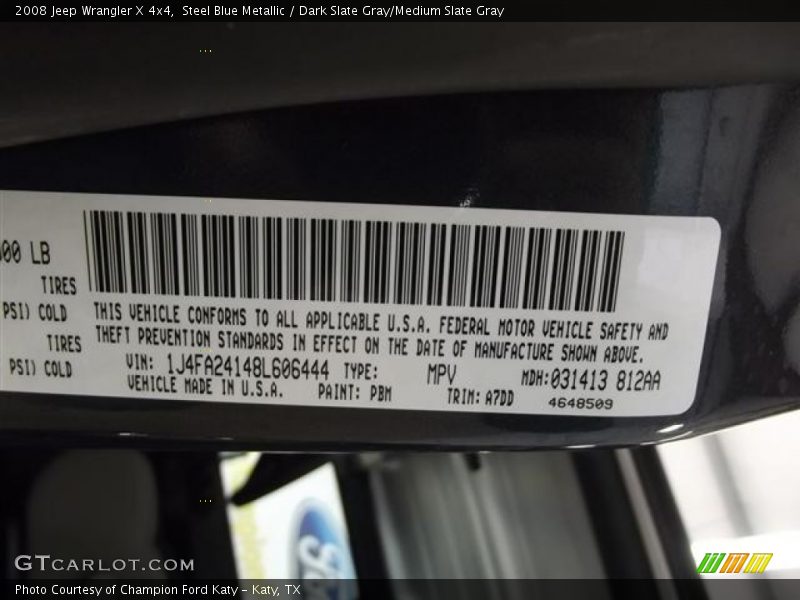 2008 Jeep Wrangler X 4x4,  Steel Blue Metallic / Dark Slate Gray/Medium Slate Gray
00 LB
TIRES
PSI) COLD
TIRES
PSI) COLD
THIS VEHICLE CONFORMS TO ALL APPLICABLE U.S.A. FEDERAL MOTOR VEHICLE SAFETY AND
THEFT PREVENTION STANDARDS IN EFFECT ON THE DATE OF MANUFACTURE SHOWN ABOVE.
VIN: 1J4FA24148L606444 TYPE: MPV MDH:031413 812AA
VEHICLE MADE IN U.S.A. PAINT: PBM TRIM: A7DD 4648509
GTCARLOT.COM
Photo Courtesy of Champion Ford Katy - Katy, TX